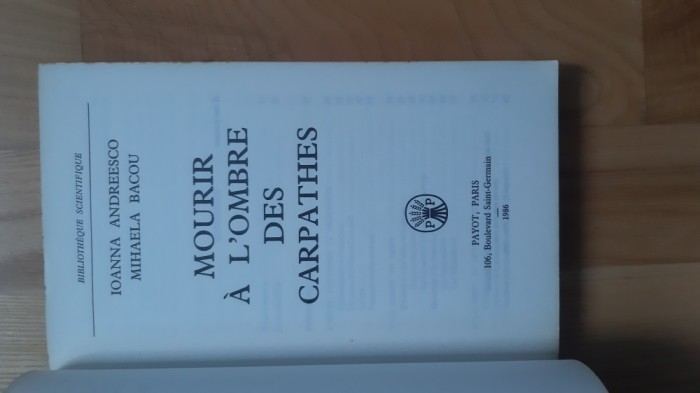 BIBLIOTHÈQUE SCIENTIFIQUE
IOANNA ANDREESCO
MIHAELA BACOU
MOURIR
À L'OMBRE
DES
CARPATHES
P P
PAYOT, PARIS
106, Boulevard Saint-Germain
1986